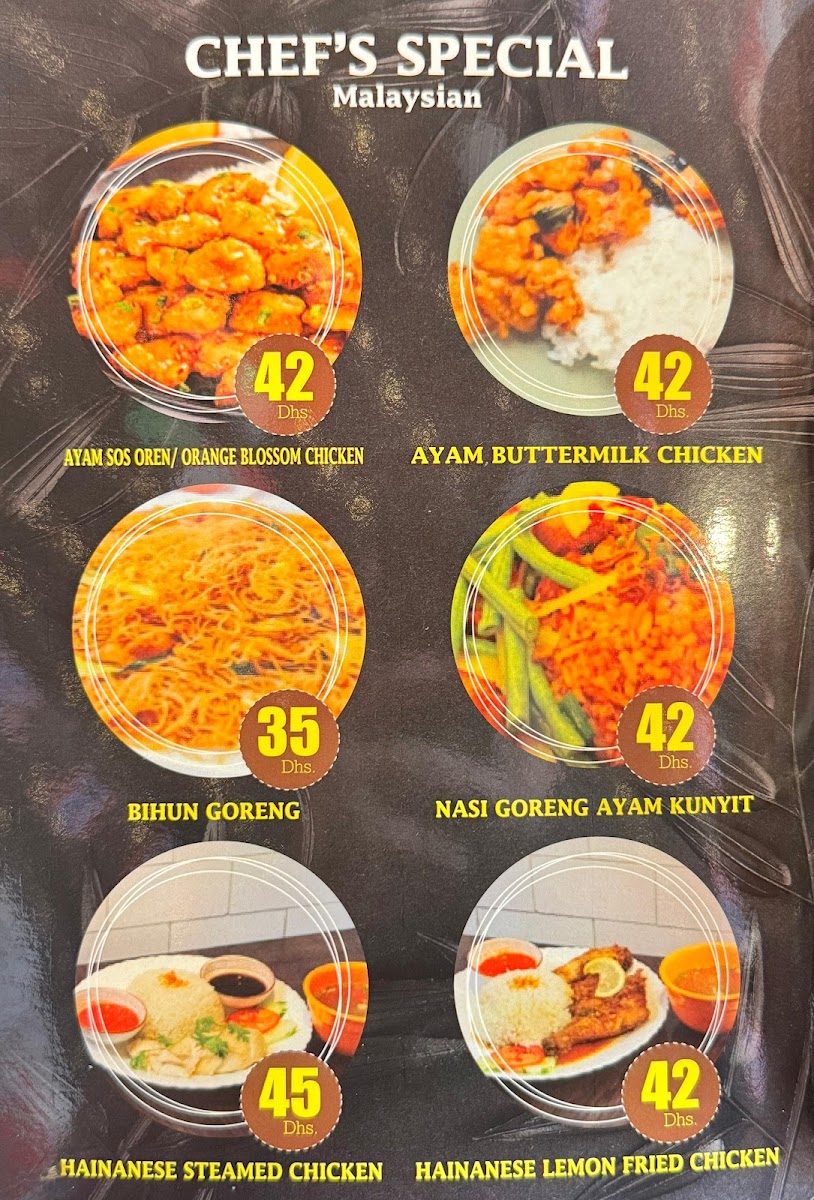 CHEF'S SPECIAL
Malaysian
42
Dhs.
42
Dhs.
AYAM SOS OREN/ ORANGE BLOSSOM CHICKEN
AYAM BUTTERMILK CHICKEN
35
Dhs.
42
Dhs.
BIHUN GORENG
NASI GORENG AYAM KUNYIT
45
Dhs.
42
Dhs.
HAINANESE STEAMED CHICKEN
HAINANESE LEMON FRIED CHICKEN